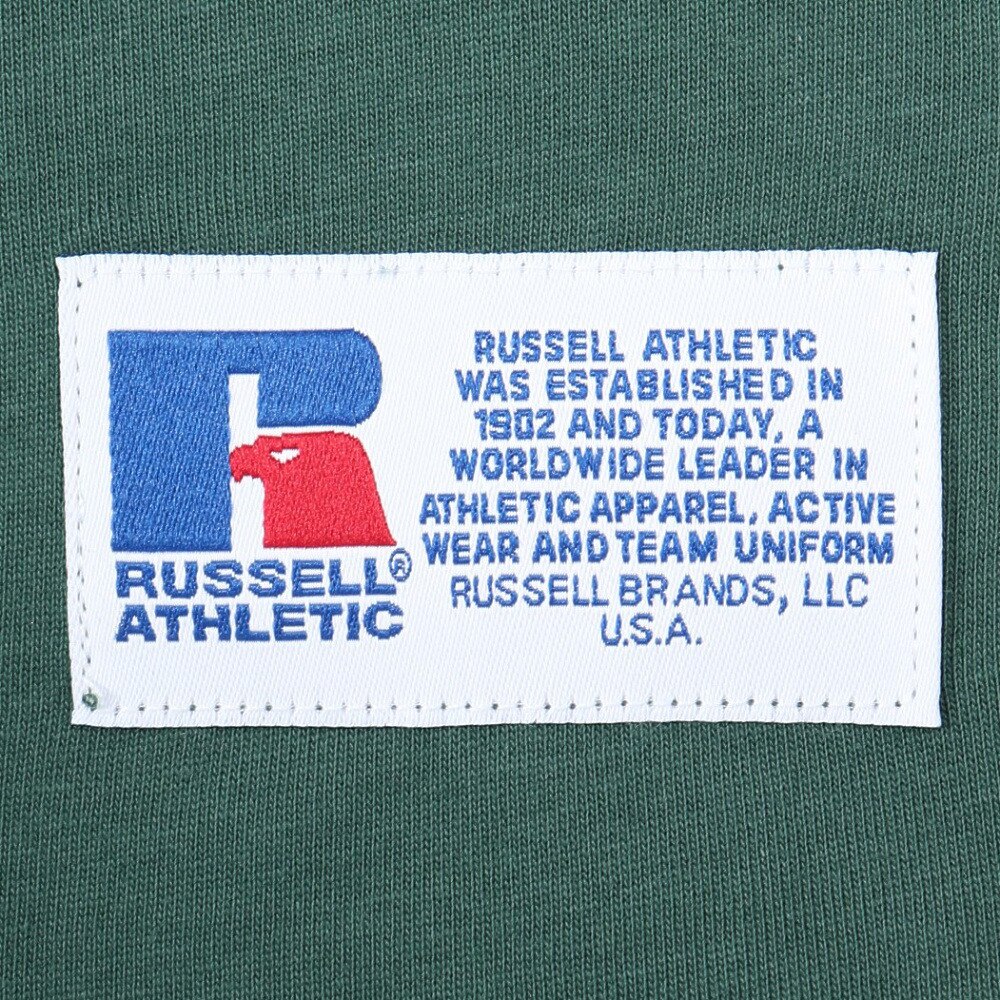 R
RUSSELL®
ATHLETIC
RUSSELL ATHLETIC
WAS ESTABLISHED IN
1902 AND TODAY, A
WORLDWIDE LEADER IN
ATHLETIC APPAREL, ACTIVE
WEAR AND TEAM UNIFORM
RUSSELL BRANDS, LLC
U.S.A.